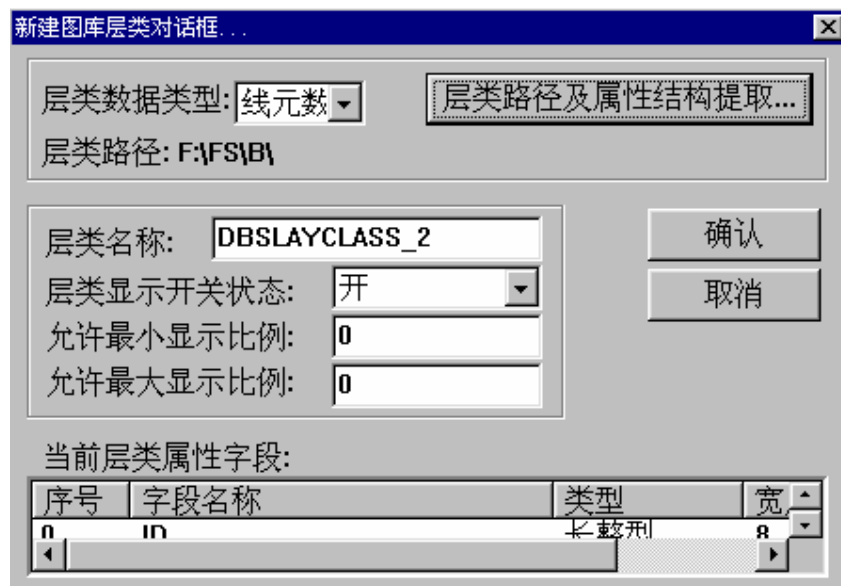 新建图库层类对话框...
层类数据类型: 线元数 层类路径及属性结构提取...
层类路径: F:\FS\B\
层类名称: DBSLAYCLASS_2 确认
层类显示开关状态: 开 取消
允许最小显示比例: 0
允许最大显示比例: 0
当前层类属性字段:
序号 字段名称 类型 宽
0 ID 长整型 8